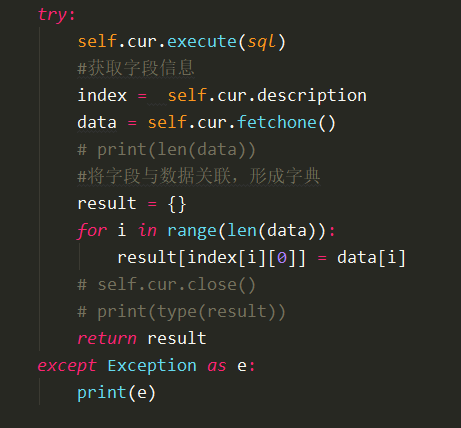 try:
self.cur.execute(sql)
#获取字段信息
index =  self.cur.description
data = self.cur.fetchone()
# print(len(data))
#将字段与数据关联，形成字典
result = {}
for i in range(len(data)):
result[index[i][0]] = data[i]
# self.cur.close()
# print(type(result))
return result
except Exception as e:
print(e)